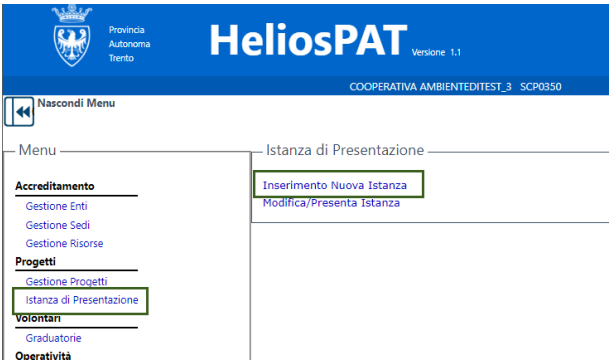 Provincia
Autonoma
Trento
HeliosPAT Versione 1.1
COOPERATIVA AMBIENTEDITEST_3 SCP0350
Nascondi Menu
Menu
Accreditamento
Gestione Enti
Gestione Sedi
Gestione Risorse
Progetti
Gestione Progetti
Istanza di Presentazione
Volontari
Graduatorie
Operatività
Istanza di Presentazione
Inserimento Nuova Istanza
Modifica/Presenta Istanza